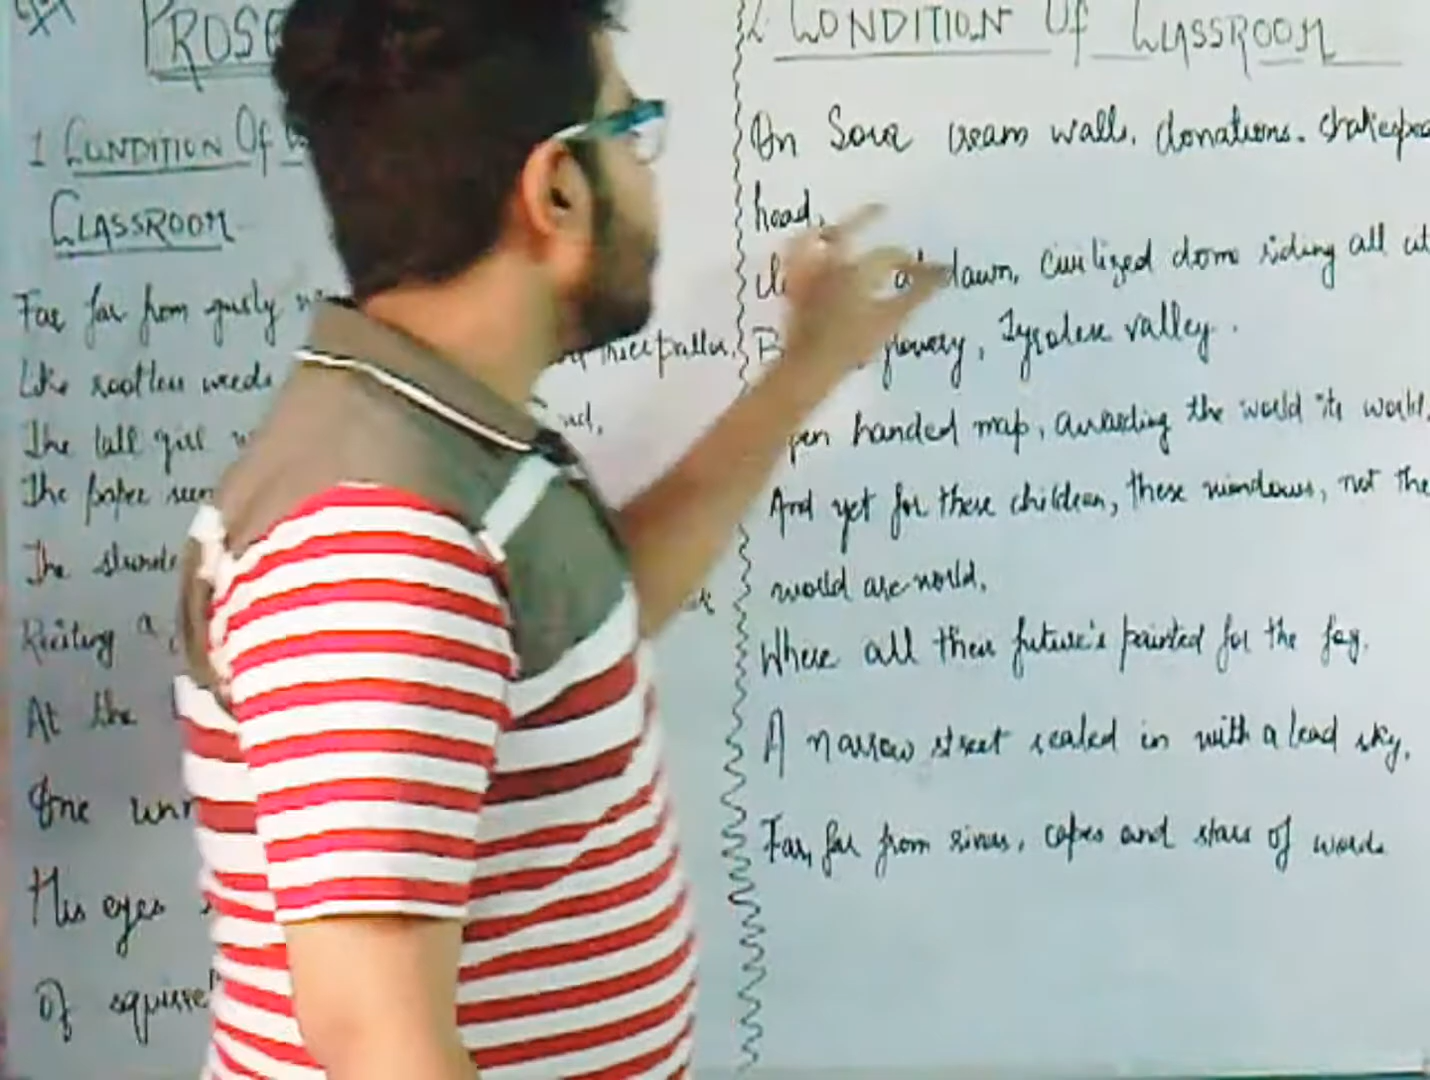 PROSE
1 CONDITION Of
CLASSROOM
Far far from gusty
Like rootless weeds
The tall girl
The paper seem
The
Reciting a
At the
One unn
His eyes
Of squirrel
2. CONDITION Of CLASSROOM
On Sour cream walls. donations. Shakespea
head,
at dawn, civilized dome riding all cit
flowery, Tyrolese valley.
pen handed map, awarding the world its world.
And yet for these children, these windows, not the
world are world.
Where all their future's painted for the fog.
A narrow street sealed in with a lead sky,
Far, far from rivers, capes and stars of words